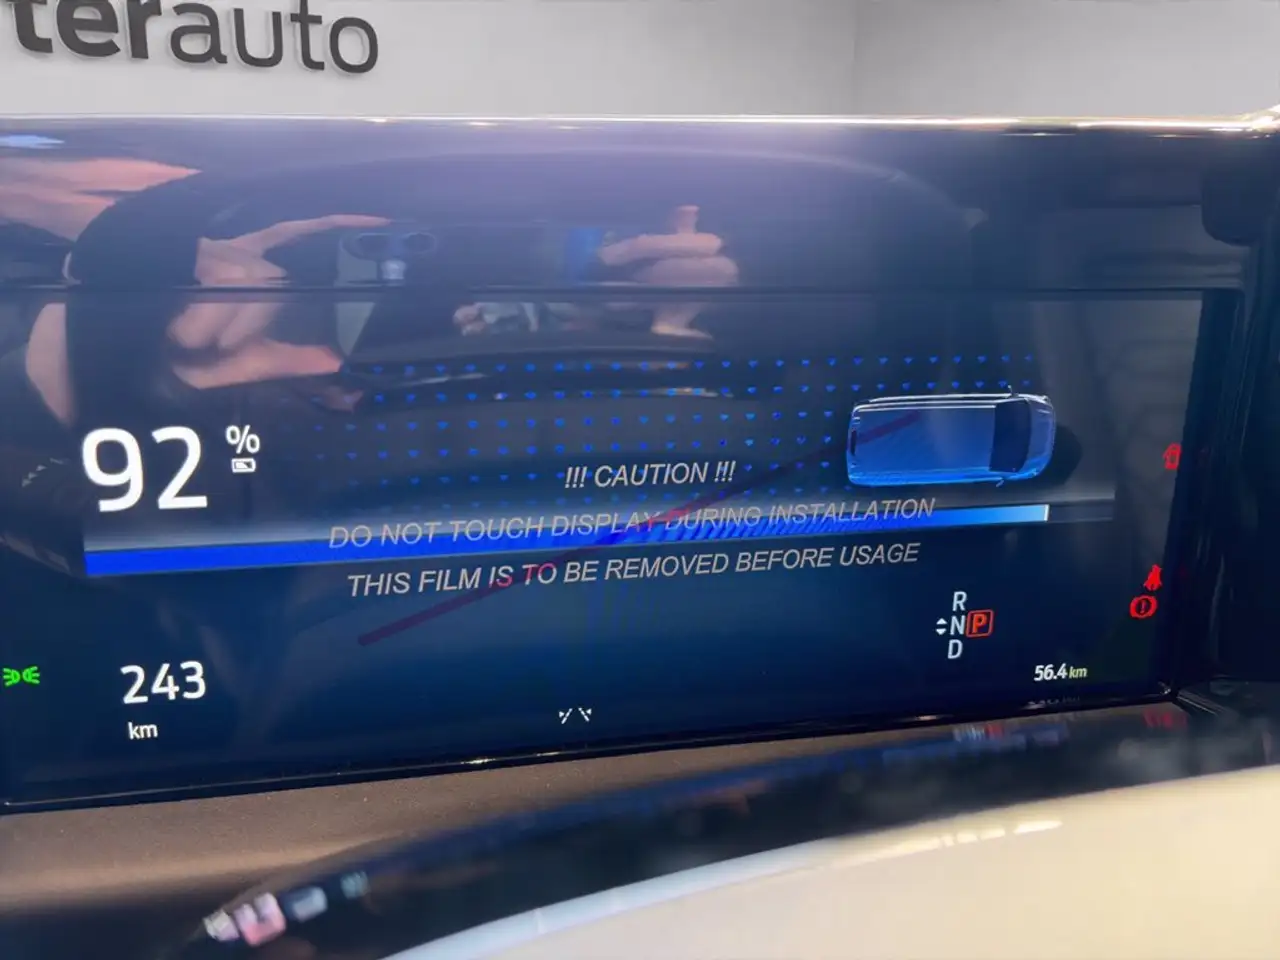 terauto
92 %
!!! CAUTION !!!
DO NOT TOUCH DISPLAY DURING INSTALLATION
THIS FILM IS TO BE REMOVED BEFORE USAGE
R
N P
D
243
km
56.4 km